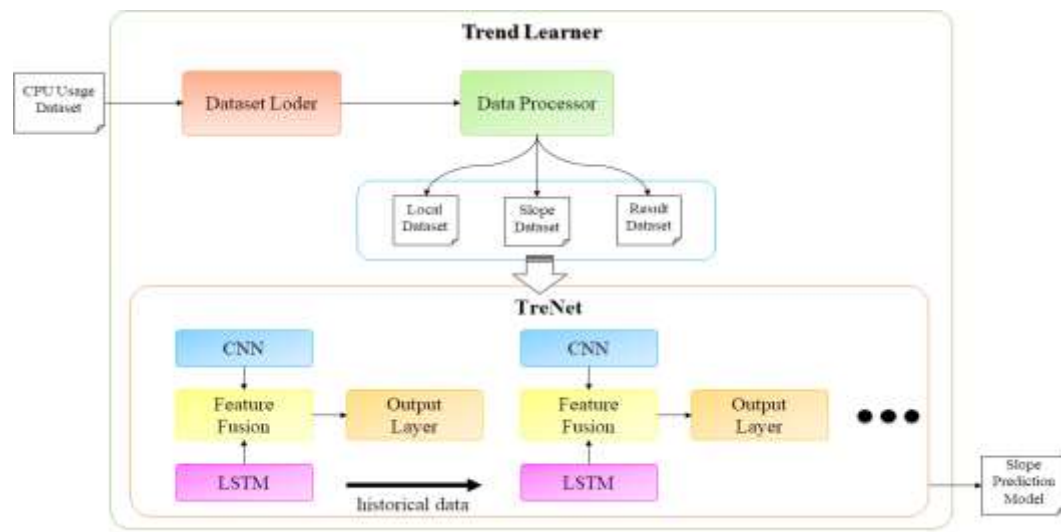 Trend Learner
CPU Usage
Dataset
Dataset Loder
Data Processor
Local
Dataset
Slope
Dataset
Result
Dataset
TreNet
CNN
Feature
Fusion
Output
Layer
LSTM
historical data
CNN
Feature
Fusion
Output
Layer
LSTM
Slope
Prediction
Model